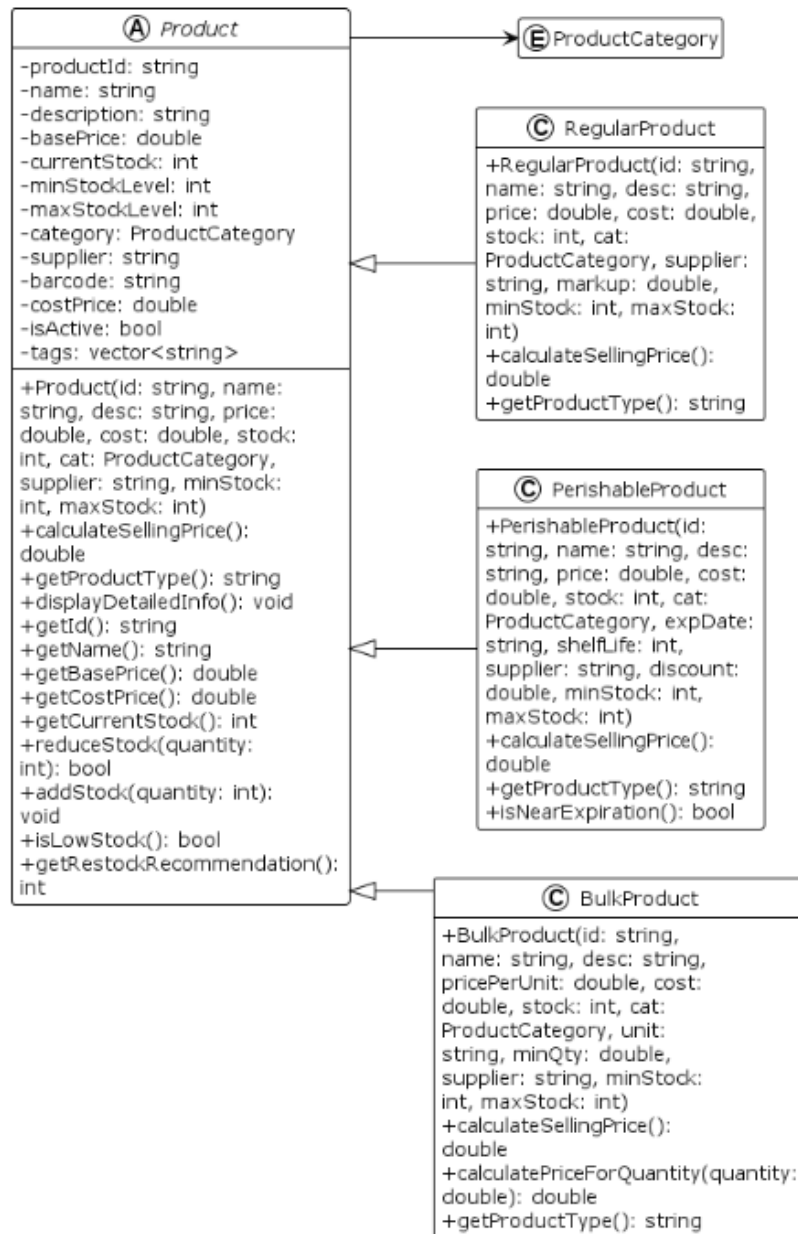 A Product
-productId: string
-name: string
-description: string
-basePrice: double
-currentStock: int
-minStockLevel: int
-maxStockLevel: int
-category: ProductCategory
-supplier: string
-barcode: string
-costPrice: double
-isActive: bool
-tags: vector<string>
+Product(id: string, name:
string, desc: string, price:
double, cost: double, stock:
int, cat: ProductCategory,
supplier: string, minStock:
int, maxStock: int)
+calculateSellingPrice():
double
+getProductType(): string
+displayDetailedInfo(): void
+getId(): string
+getName(): string
+getBasePrice(): double
+getCostPrice(): double
+getCurrentStock(): int
+reduceStock(quantity:
int): bool
+addStock(quantity: int):
void
+isLowStock(): bool
+getRestockRecommendation():
int
E ProductCategory
C RegularProduct
+RegularProduct(id: string,
name: string, desc: string,
price: double, cost: double,
stock: int, cat:
ProductCategory, supplier:
string, markup: double,
minStock: int, maxStock:
int)
+calculateSellingPrice():
double
+getProductType(): string
C PerishableProduct
+PerishableProduct(id:
string, name: string, desc:
string, price: double, cost:
double, stock: int, cat:
ProductCategory, expDate:
string, shelfLife: int,
supplier: string, discount:
double, minStock: int,
maxStock: int)
+calculateSellingPrice():
double
+getProductType(): string
+isNearExpiration(): bool
C BulkProduct
+BulkProduct(id: string,
name: string, desc: string,
pricePerUnit: double, cost:
double, stock: int, cat:
ProductCategory, unit:
string, minQty: double,
supplier: string, minStock:
int, maxStock: int)
+calculateSellingPrice():
double
+calculatePriceForQuantity(quantity:
double): double
+getProductType(): string